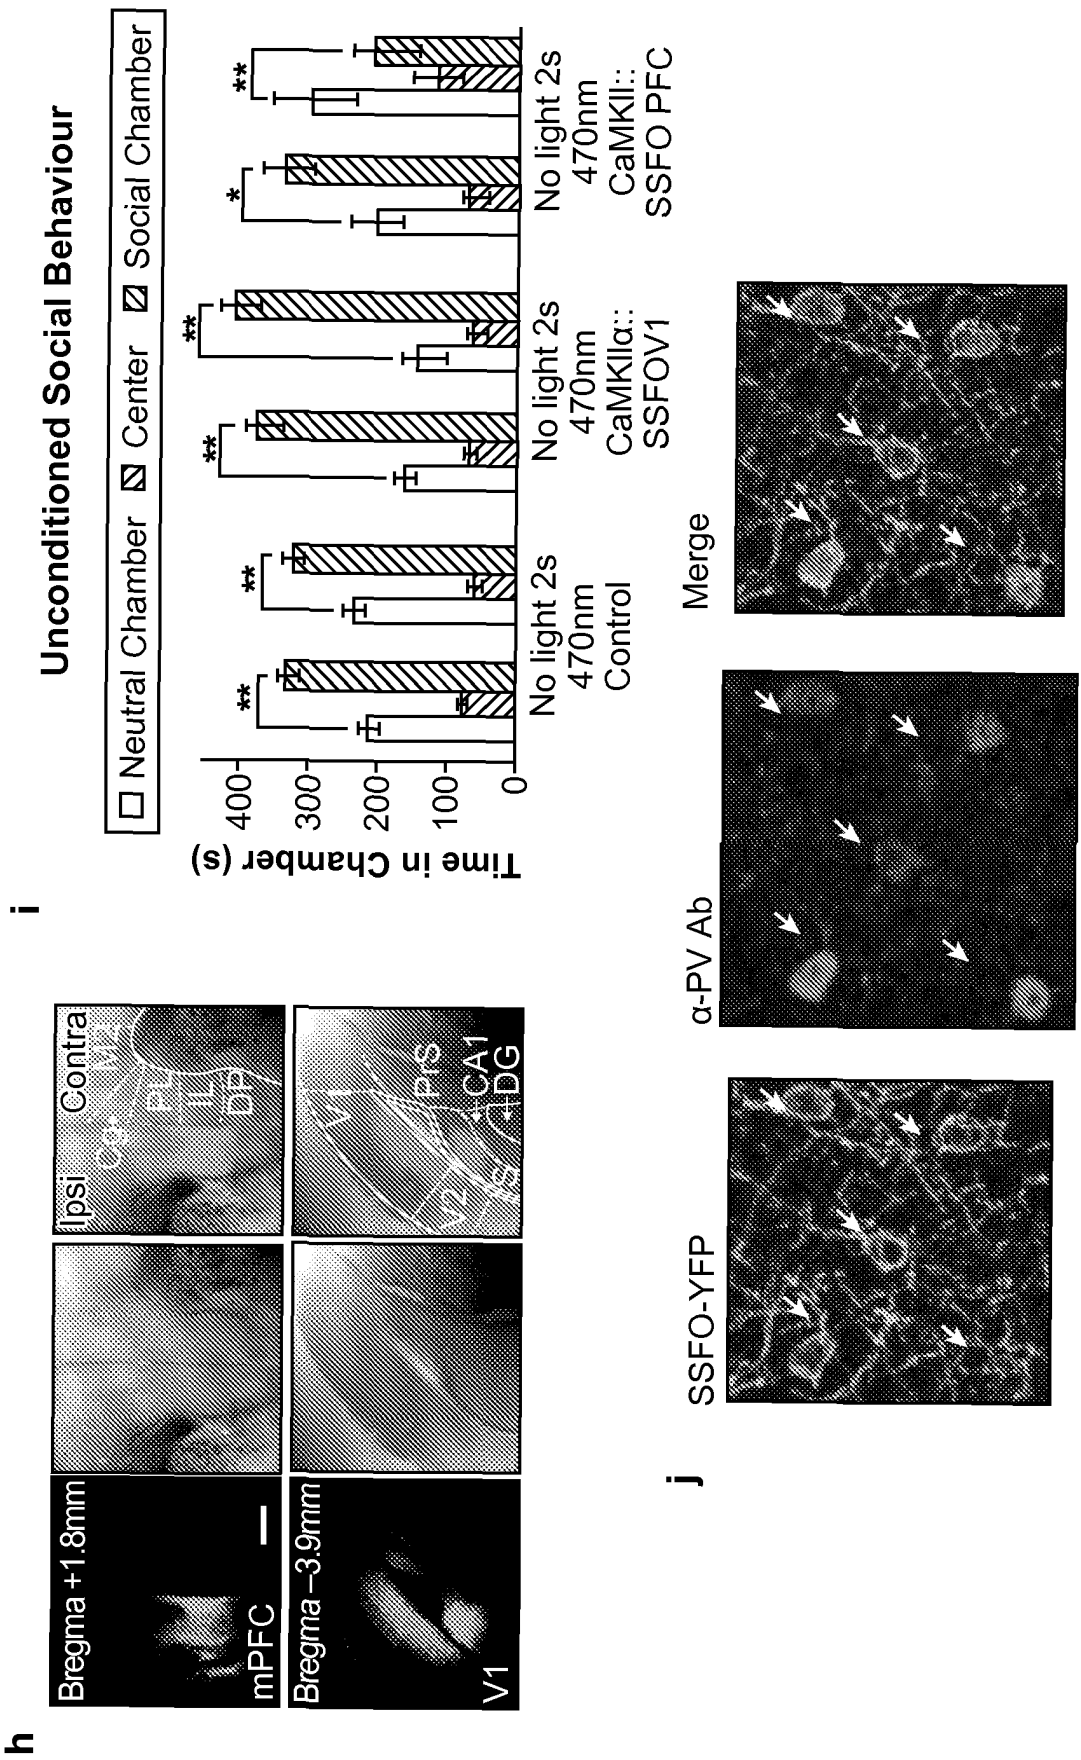 h
Bregma +1.8mm
mPFC
Ipsi
Contra
Cg
M2
PL
IL
DP
Bregma –3.9mm
V1
V1
V2
PrS
CA1
DG
S
i
Unconditioned Social Behaviour
Neutral Chamber
Center
Social Chamber
Time in Chamber (s)
400
300
200
100
0
**
**
**
**
*
**
No light 2s
470nm
Control
No light 2s
470nm
CaMKIIα::
SSFOV1
No light 2s
470nm
CaMKII::
SSFO PFC
j
SSFO-YFP
α-PV Ab
Merge